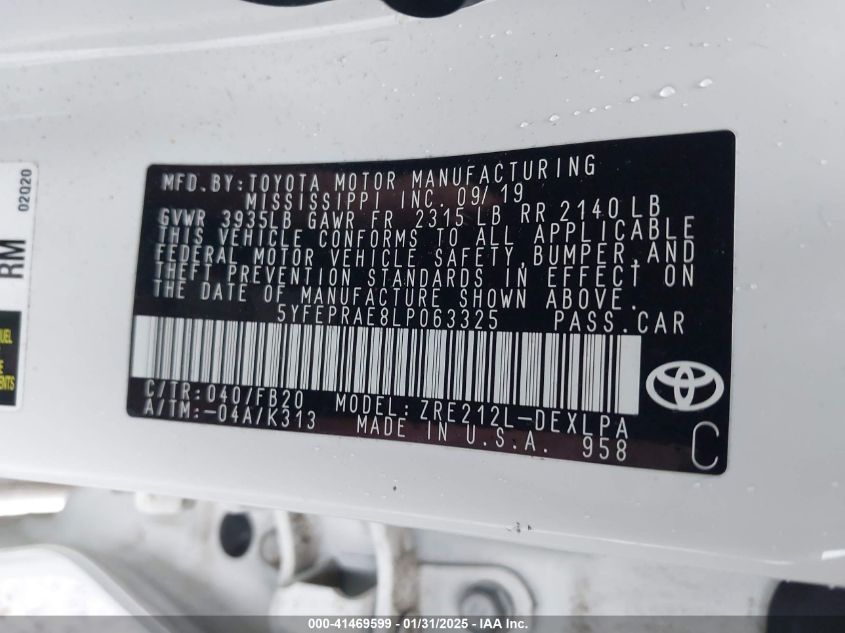 02020
RM
UEL
E
MENTS
MFD.BY:TOYOTA MOTOR MANUFACTURING
MISSISSIPPI INC. 09/19
GVWR 3935LB GAWR FR 2315 LB RR 2140 LB
THIS VEHICLE CONFORMS TO ALL APPLICABLE
FEDERAL MOTOR VEHICLE SAFETY,BUMPER,AND
THEFT PREVENTION STANDARDS IN EFFECT ON
THE DATE OF MANUFACTURE SHOWN ABOVE.
5YFEPRAE8LP063325 PASS.CAR
C/TR:040/FB20
A/TM:-04A/K313
MODEL:ZRE212L-DEXLPA
MADE IN U.S.A. 958
C
000-41469599 - 01/31/2025 - IAAI Inc.